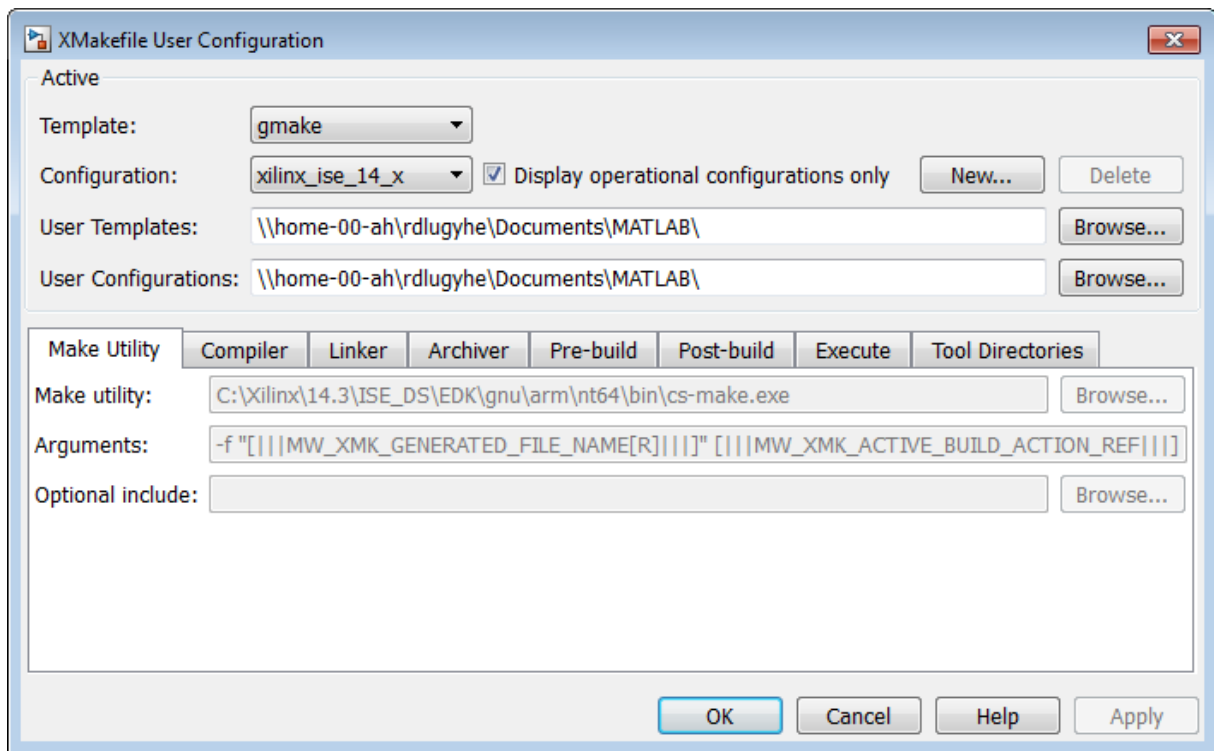 XMakefile User Configuration
Active
Template: gmake
Configuration: xilinx_ise_14_x Display operational configurations only New... Delete
User Templates: \\home-00-ah\rdlugyhe\Documents\MATLAB\ Browse...
User Configurations: \\home-00-ah\rdlugyhe\Documents\MATLAB\ Browse...
Make Utility Compiler Linker Archiver Pre-build Post-build Execute Tool Directories
Make utility: C:\Xilinx\14.3\ISE_DS\EDK\gnu\arm\nt64\bin\cs-make.exe Browse...
Arguments: -f "[|||MW_XMK_GENERATED_FILE_NAME[R]|||]" [|||MW_XMK_ACTIVE_BUILD_ACTION_REF|||]
Optional include: Browse...
OK Cancel Help Apply